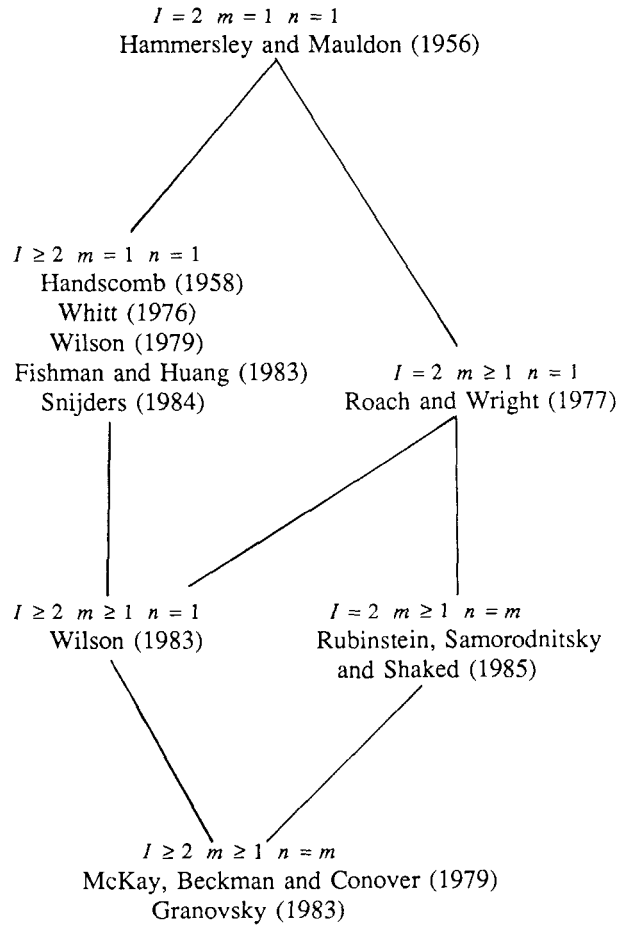 I = 2 m = 1 n = 1
Hammersley and Mauldon (1956)
I ≥ 2 m = 1 n = 1
Handscomb (1958)
Whitt (1976)
Wilson (1979)
Fishman and Huang (1983)
Snijders (1984)
I = 2 m ≥ 1 n = 1
Roach and Wright (1977)
I ≥ 2 m ≥ 1 n = 1
Wilson (1983)
I = 2 m ≥ 1 n = m
Rubinstein, Samorodnitsky
and Shaked (1985)
I ≥ 2 m ≥ 1 n = m
McKay, Beckman and Conover (1979)
Granovsky (1983)